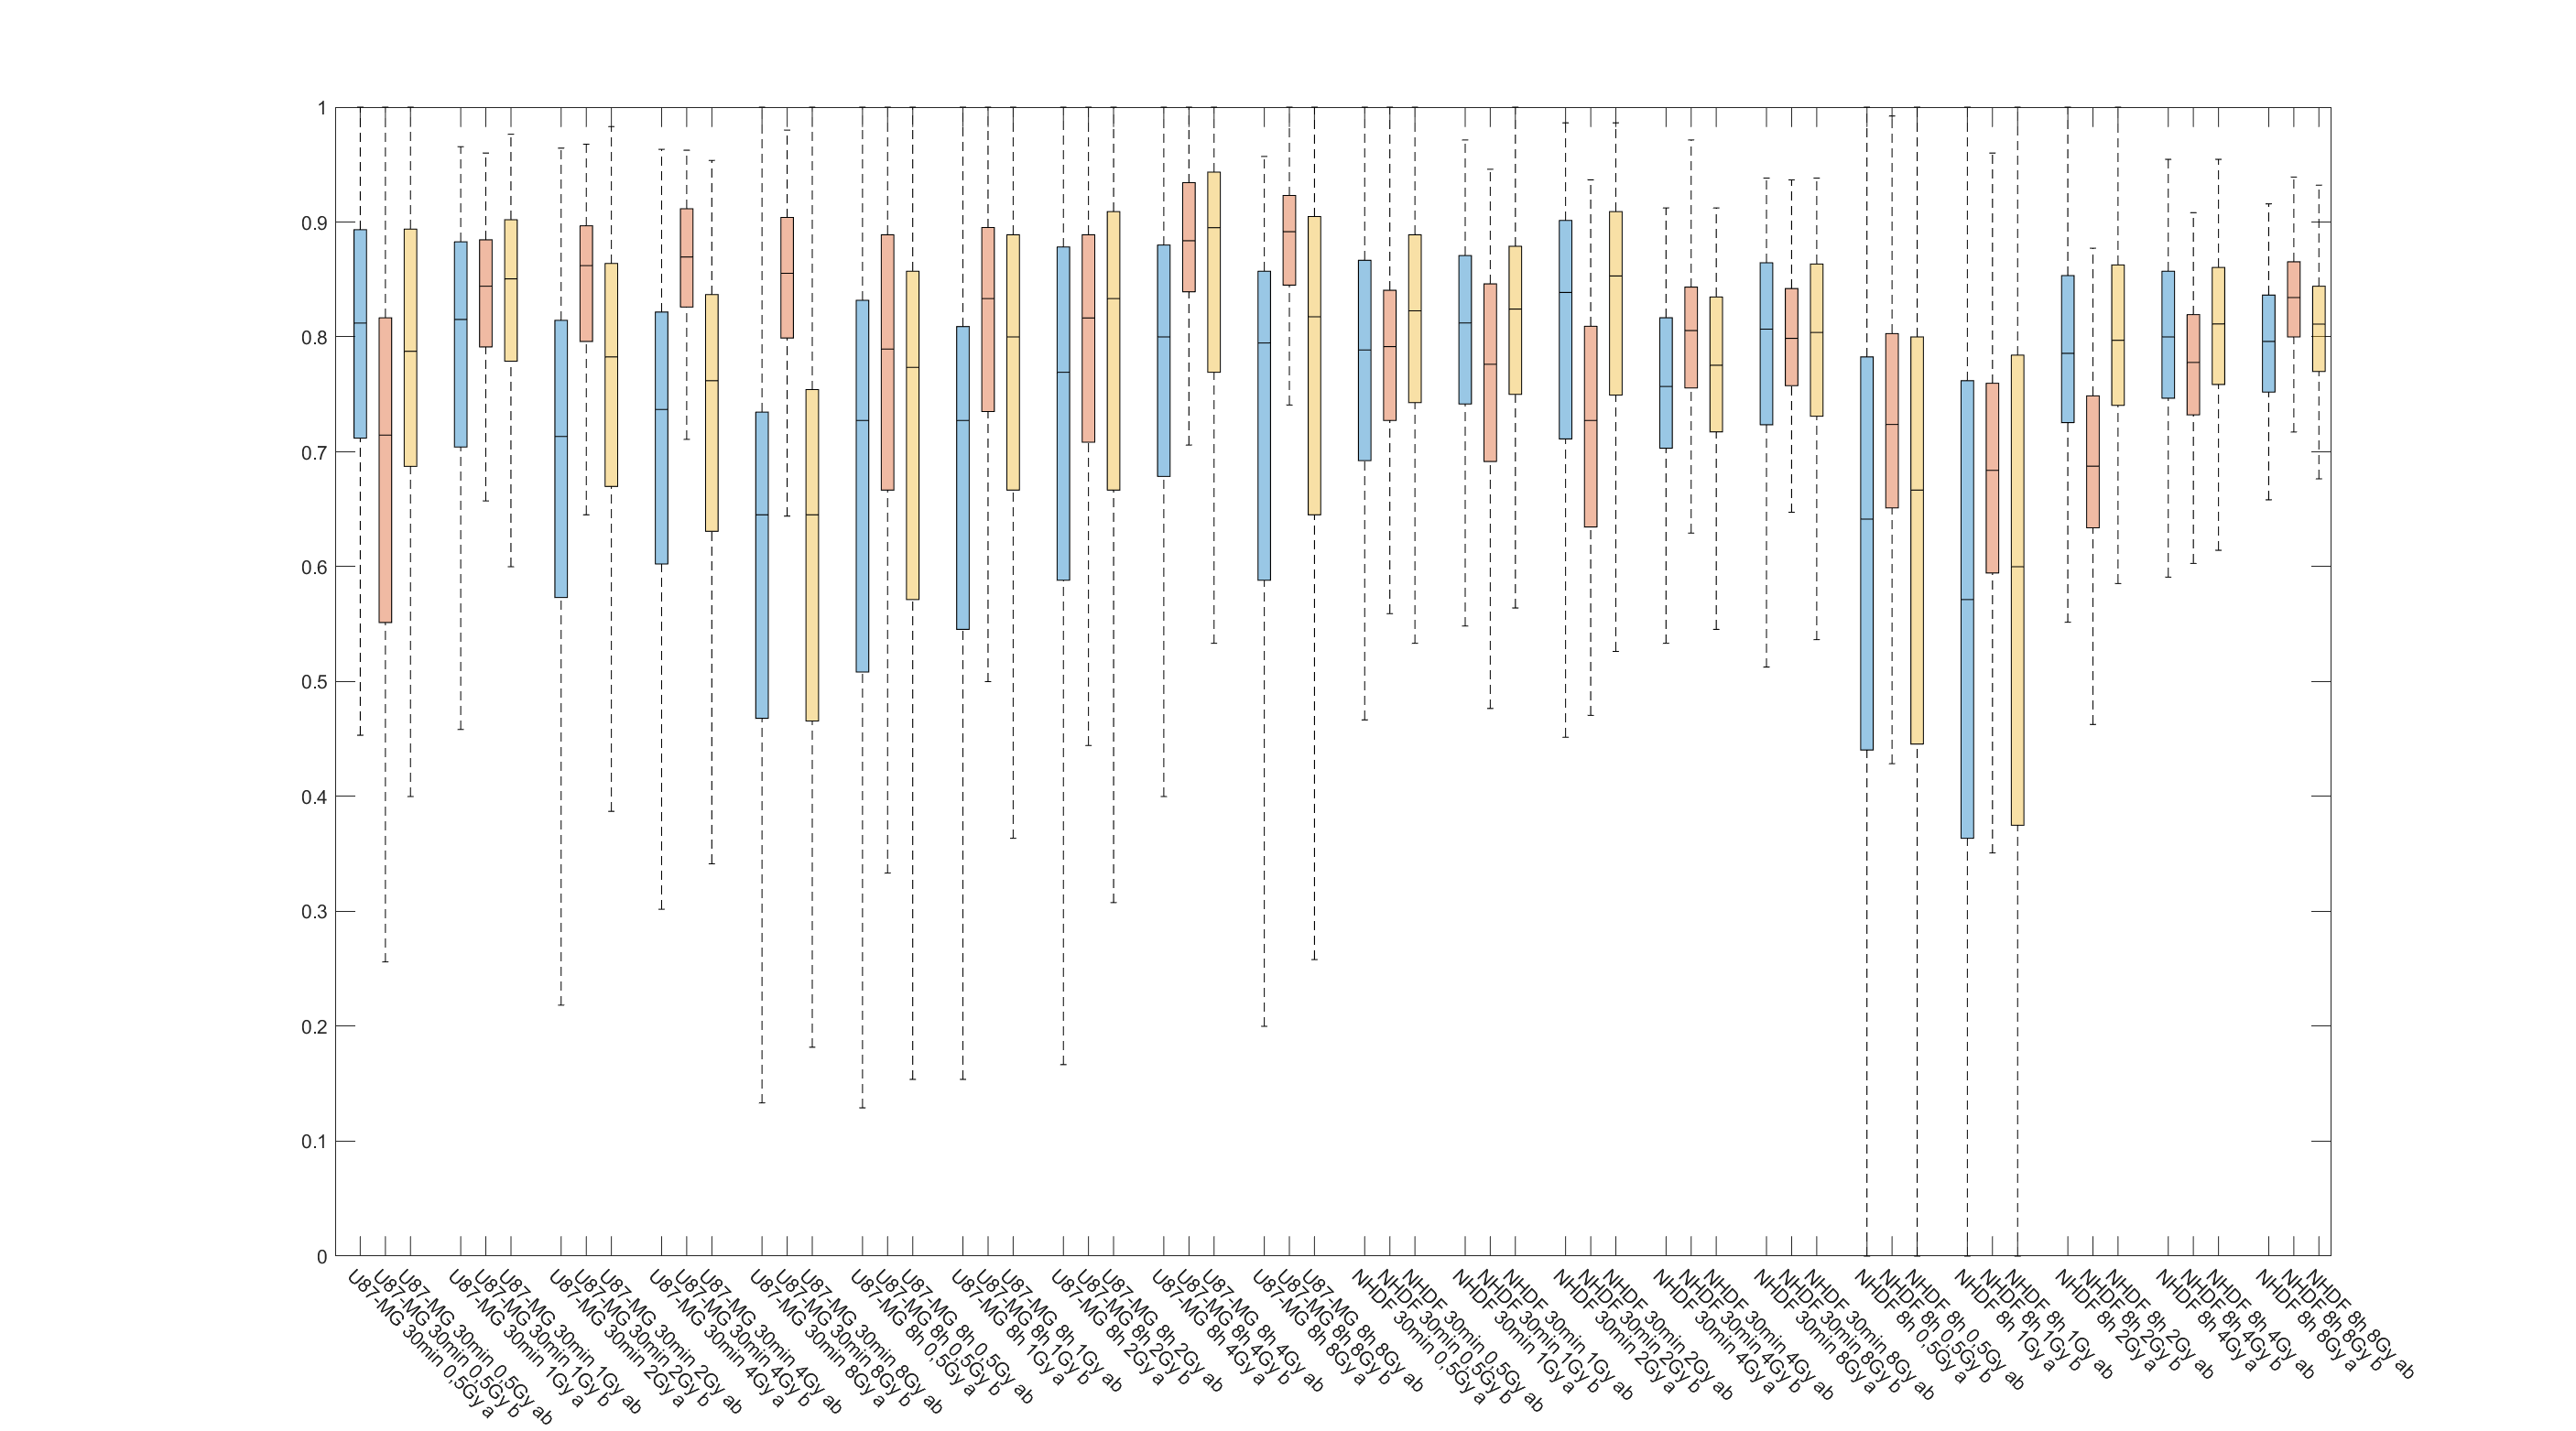 1
0.9
0.8
0.7
0.6
0.5
0.4
0.3
0.2
0.1
0
U87-MG 30min 0,5Gy a
U87-MG 30min 0,5Gy b
U87-MG 30min 0,5Gy ab
U87-MG 30min 1Gy a
U87-MG 30min 1Gy b
U87-MG 30min 1Gy ab
U87-MG 30min 2Gy a
U87-MG 30min 2Gy b
U87-MG 30min 2Gy ab
U87-MG 30min 4Gy a
U87-MG 30min 4Gy b
U87-MG 30min 4Gy ab
U87-MG 30min 8Gy a
U87-MG 30min 8Gy b
U87-MG 30min 8Gy ab
U87-MG 8h 0,5Gy a
U87-MG 8h 0,5Gy b
U87-MG 8h 0,5Gy ab
U87-MG 8h 1Gy a
U87-MG 8h 1Gy b
U87-MG 8h 1Gy ab
U87-MG 8h 2Gy a
U87-MG 8h 2Gy b
U87-MG 8h 2Gy ab
U87-MG 8h 4Gy a
U87-MG 8h 4Gy b
U87-MG 8h 4Gy ab
U87-MG 8h 8Gy a
U87-MG 8h 8Gy b
U87-MG 8h 8Gy ab
NHDF 30min 0,5Gy a
NHDF 30min 0,5Gy b
NHDF 30min 0,5Gy ab
NHDF 30min 1Gy a
NHDF 30min 1Gy b
NHDF 30min 1Gy ab
NHDF 30min 2Gy a
NHDF 30min 2Gy b
NHDF 30min 2Gy ab
NHDF 30min 4Gy a
NHDF 30min 4Gy b
NHDF 30min 4Gy ab
NHDF 30min 8Gy a
NHDF 30min 8Gy b
NHDF 30min 8Gy ab
NHDF 8h 0,5Gy a
NHDF 8h 0,5Gy b
NHDF 8h 0,5Gy ab
NHDF 8h 1Gy a
NHDF 8h 1Gy b
NHDF 8h 1Gy ab
NHDF 8h 2Gy a
NHDF 8h 2Gy b
NHDF 8h 2Gy ab
NHDF 8h 4Gy a
NHDF 8h 4Gy b
NHDF 8h 4Gy ab
NHDF 8h 8Gy a
NHDF 8h 8Gy b
NHDF 8h 8Gy ab